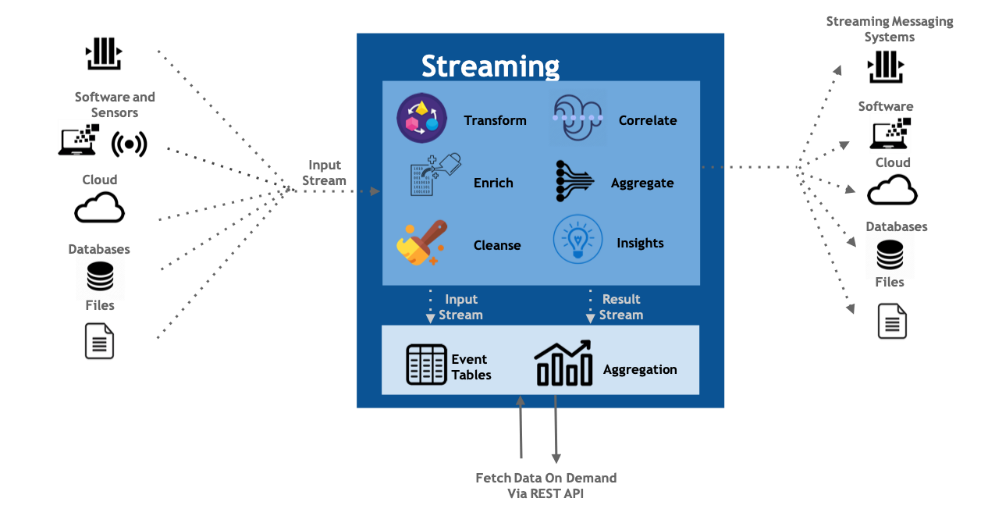 Software and
Sensors
Cloud
Databases
Files
Input
Stream
Streaming
Transform
Correlate
Enrich
Aggregate
Cleanse
Insights
Input
Stream
Result
Stream
Event
Tables
Aggregation
Fetch Data On Demand
Via REST API
Streaming Messaging
Systems
Software
Cloud
Databases
Files